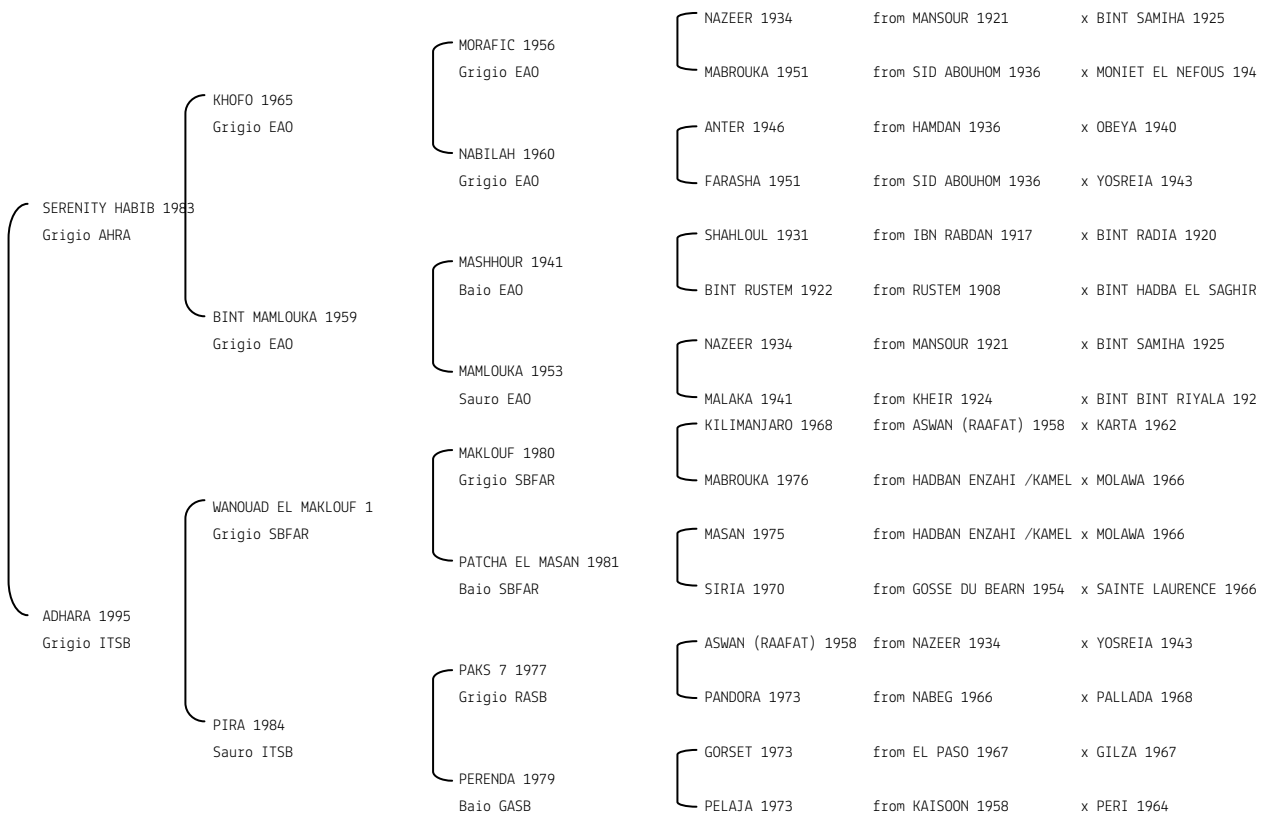 NAZEER 1934 from MANSOUR 1921 x BINT SAMIHA 1925
MORAFIC 1956
Grigio EAO MABROUKA 1951 from SID ABOUHOM 1936 x MONIET EL NEFOUS 194
KHOFO 1965
Grigio EAO ANTER 1946 from HAMDAN 1936 x OBEYA 1940
NABILAH 1960
Grigio EAO FARASHA 1951 from SID ABOUHOM 1936 x YOSREIA 1943
SERENITY HABIB 1983
Grigio AHRA SHAHLOUL 1931 from IBN RABDAN 1917 x BINT RADIA 1920
MASHHOUR 1941
Baio EAO BINT RUSTEM 1922 from RUSTEM 1908 x BINT HADBA EL SAGHIR
BINT MAMLOUKA 1959
Grigio EAO NAZEER 1934 from MANSOUR 1921 x BINT SAMIHA 1925
MAMLOUKA 1953
Sauro EAO MALAKA 1941 from KHEIR 1924 x BINT BINT RIYALA 192
KILIMANJARO 1968 from ASWAN (RAAFAT) 1958 x KARTA 1962
MAKLOUF 1980
Grigio SBFAR MABROUKA 1976 from HADBAN ENZAHI /KAMEL x MOLAWA 1966
WANOUAD EL MAKLOUF 1
Grigio SBFAR MASAN 1975 from HADBAN ENZAHI /KAMEL x MOLAWA 1966
PATCHA EL MASAN 1981
Baio SBFAR SIRIA 1970 from GOSSE DU BEARN 1954 x SAINTE LAURENCE 1966
ADHARA 1995
Grigio ITSB ASWAN (RAAFAT) 1958 from NAZEER 1934 x YOSREIA 1943
PAKS 7 1977
Grigio RASB PANDORA 1973 from NABEG 1966 x PALLADA 1968
PIRA 1984
Sauro ITSB GORSET 1973 from EL PASO 1967 x GILZA 1967
PERENDA 1979
Baio GASB PELAJA 1973 from KAISOON 1958 x PERI 1964